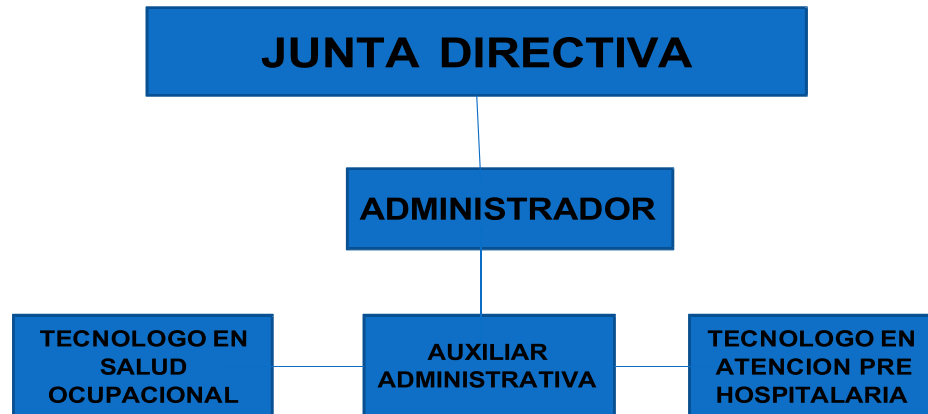 JUNTA DIRECTIVA
ADMINISTRADOR
TECNOLOGO EN
SALUD
OCUPACIONAL
AUXILIAR
ADMINISTRATIVA
TECNOLOGO EN
ATENCION PRE
HOSPITALARIA